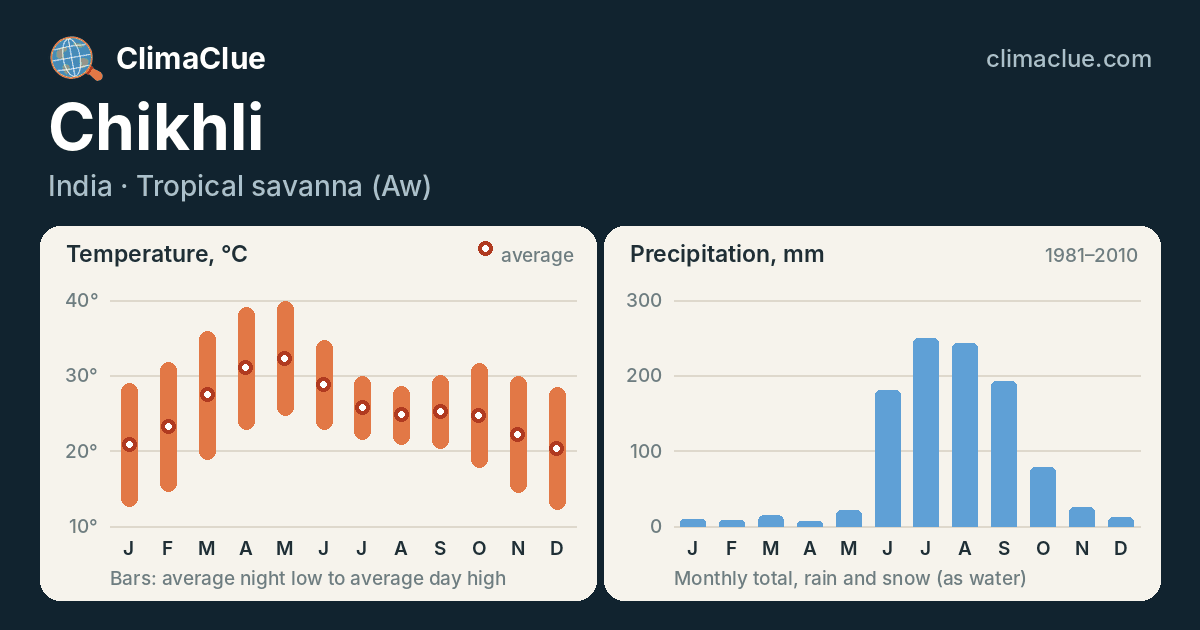 ClimaClue
climaclue.com
Chikhli
India · Tropical savanna (Aw)
Temperature, °C
average
40°
30°
20°
10°
J F M A M J J A S O N D
Bars: average night low to average day high
Precipitation, mm
1981–2010
300
200
100
0
J F M A M J J A S O N D
Monthly total, rain and snow (as water)